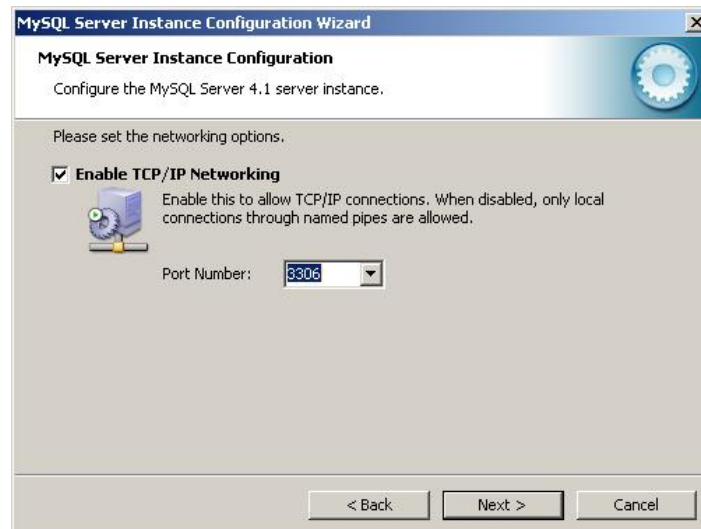 MySQL Server Instance Configuration Wizard
MySQL Server Instance Configuration
Configure the MySQL Server 4.1 server instance.
Please set the networking options.
Enable TCP/IP Networking
Enable this to allow TCP/IP connections. When disabled, only local
connections through named pipes are allowed.
Port Number: 3306
< Back Next > Cancel